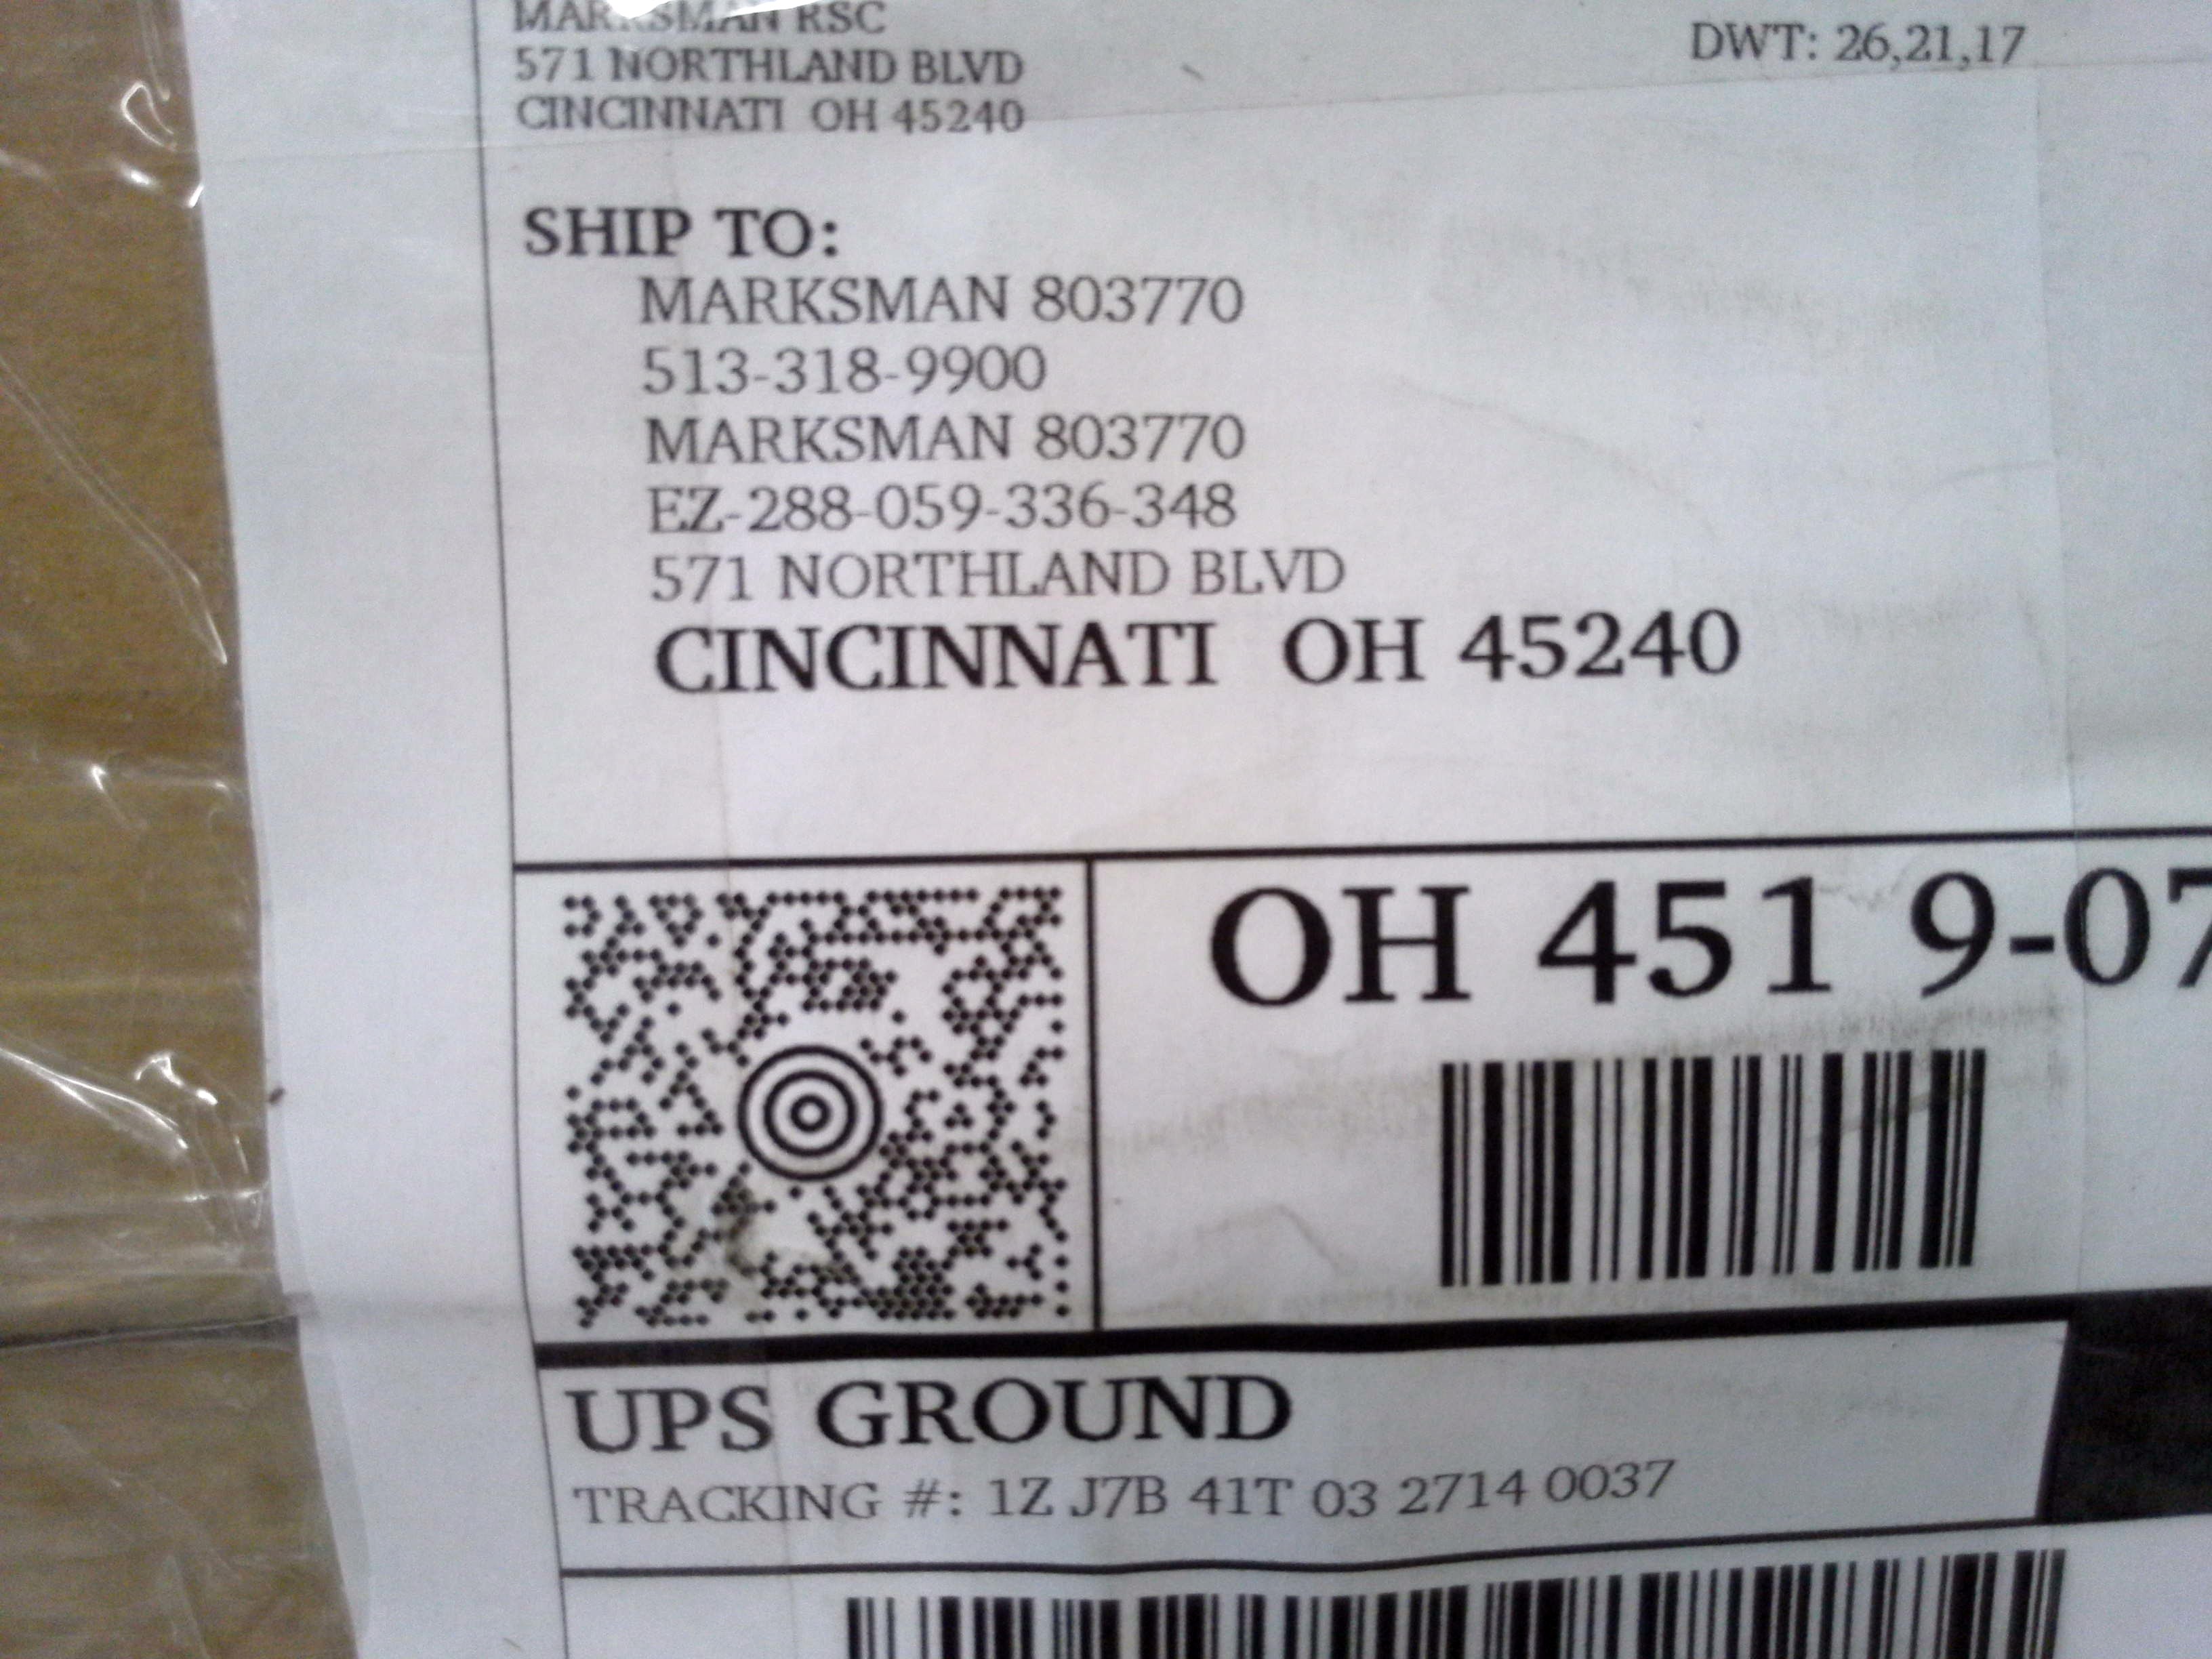 MARKSMAN RSC
571 NORTHLAND BLVD
CINCINNATI OH 45240
DWT: 26,21,17
SHIP TO:
MARKSMAN 803770
513-318-9900
MARKSMAN 803770
EZ-288-059-336-348
571 NORTHLAND BLVD
CINCINNATI OH 45240
OH 451 9-07
UPS GROUND
TRACKING #: 1Z J7B 41T 03 2714 0037